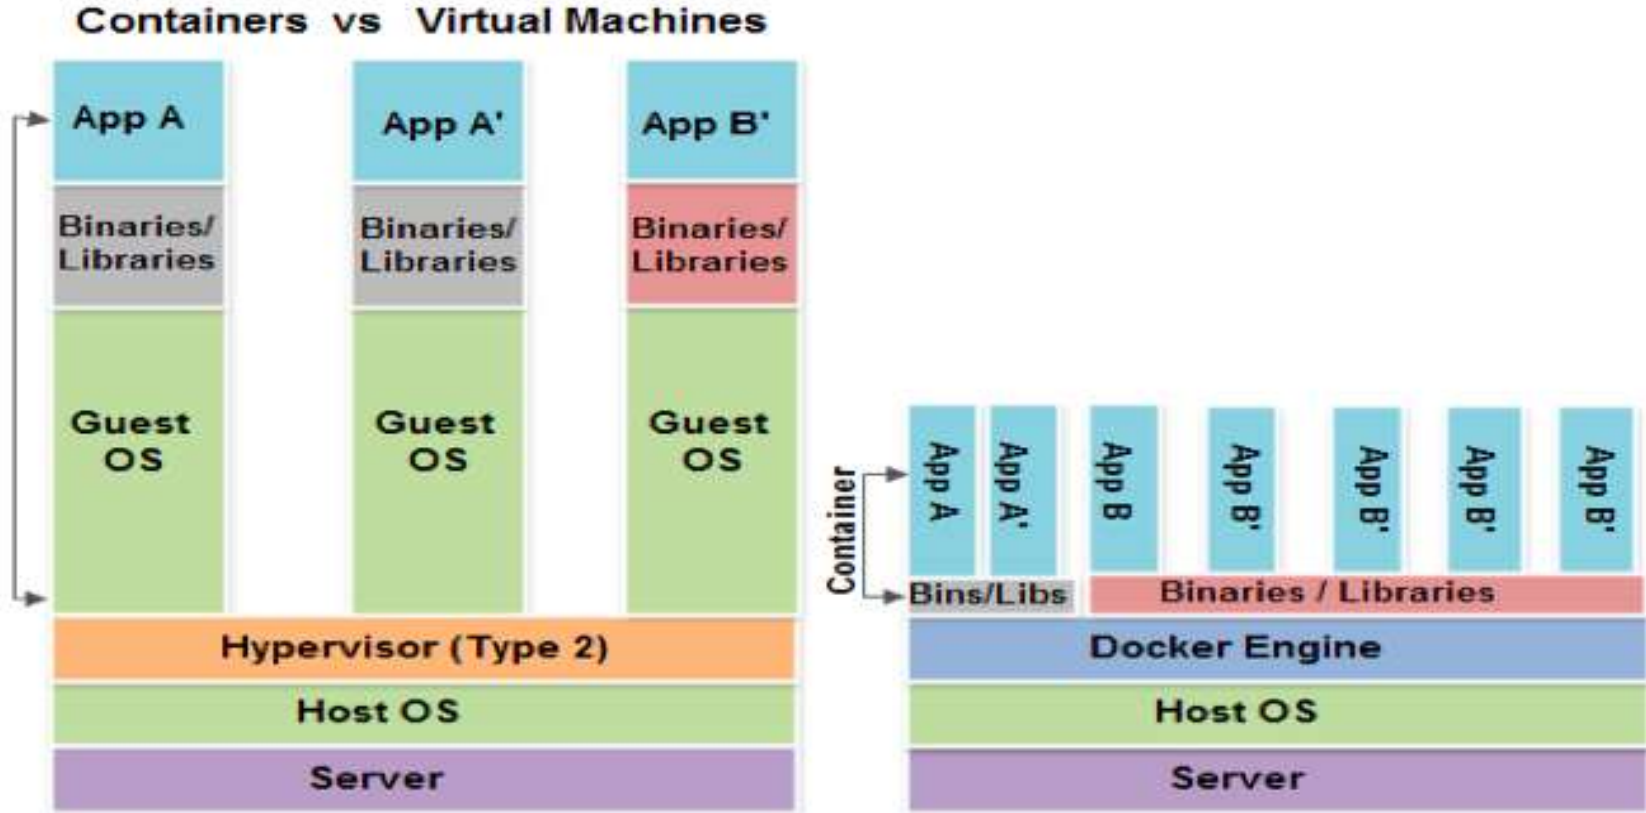 Containers vs Virtual Machines
App A
App A'
App B'
Binaries/
Libraries
Binaries/
Libraries
Binaries/
Libraries
Guest
OS
Guest
OS
Guest
OS
Hypervisor (Type 2)
Host OS
Server
Container
App A
App A'
App B
App B'
App B'
App B'
App B'
Bins/Libs
Binaries / Libraries
Docker Engine
Host OS
Server